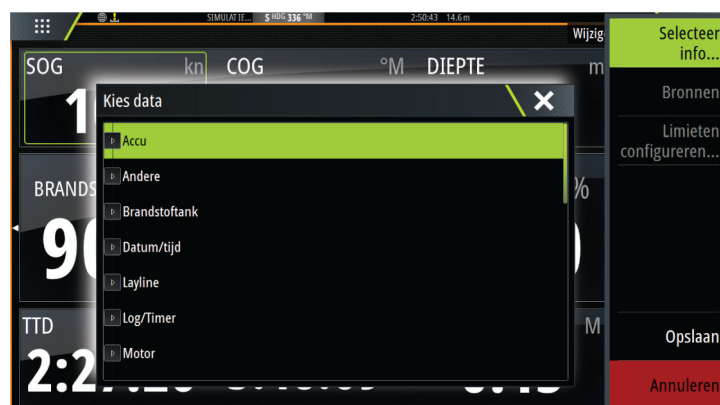 SIMULATIE... S HDG 336 °M 2:50:43 14.6 m
Wijzig
Selecteer
info...
SOG kn COG °M DIEPTE m
Kies data
Bronnen
Limieten
configureren...
Accu
Andere
BRANDS %
Brandstoftank
Datum/tijd
Layline
TTD M
Log/Timer
Opslaan
Motor
Annuleren